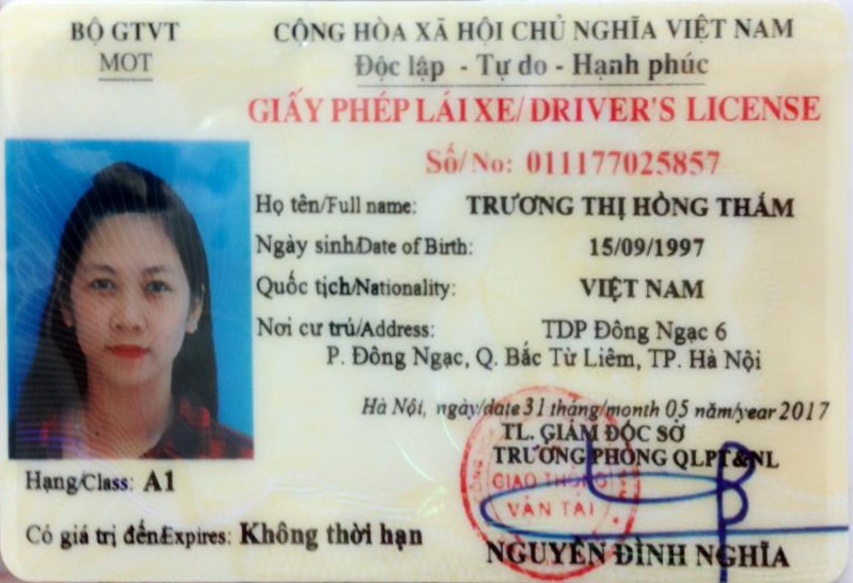 BỘ GTVT
MOT
CỘNG HÒA XÃ HỘI CHỦ NGHĨA VIỆT NAM
Độc lập - Tự do - Hạnh phúc
GIẤY PHÉP LÁI XE/ DRIVER'S LICENSE
Số/ No: 011177025857
Họ tên/Full name: TRƯƠNG THỊ HỒNG THẮM
Ngày sinh/Date of Birth: 15/09/1997
Quốc tịch/Nationality: VIỆT NAM
Nơi cư trú/Address: TDP Đông Ngạc 6
P. Đông Ngạc, Q. Bắc Từ Liêm, TP. Hà Nội
Hà Nội, ngày/date 31 tháng/month 05 năm/year 2017
TL. GIÁM ĐỐC SỞ
TRƯỞNG PHÒNG QLPT&NL
GIAO THÔNG
VẬN TẢI
NGUYỄN ĐÌNH NGHĨA
Hạng/Class: A1
Có giá trị đến/Expires: Không thời hạn